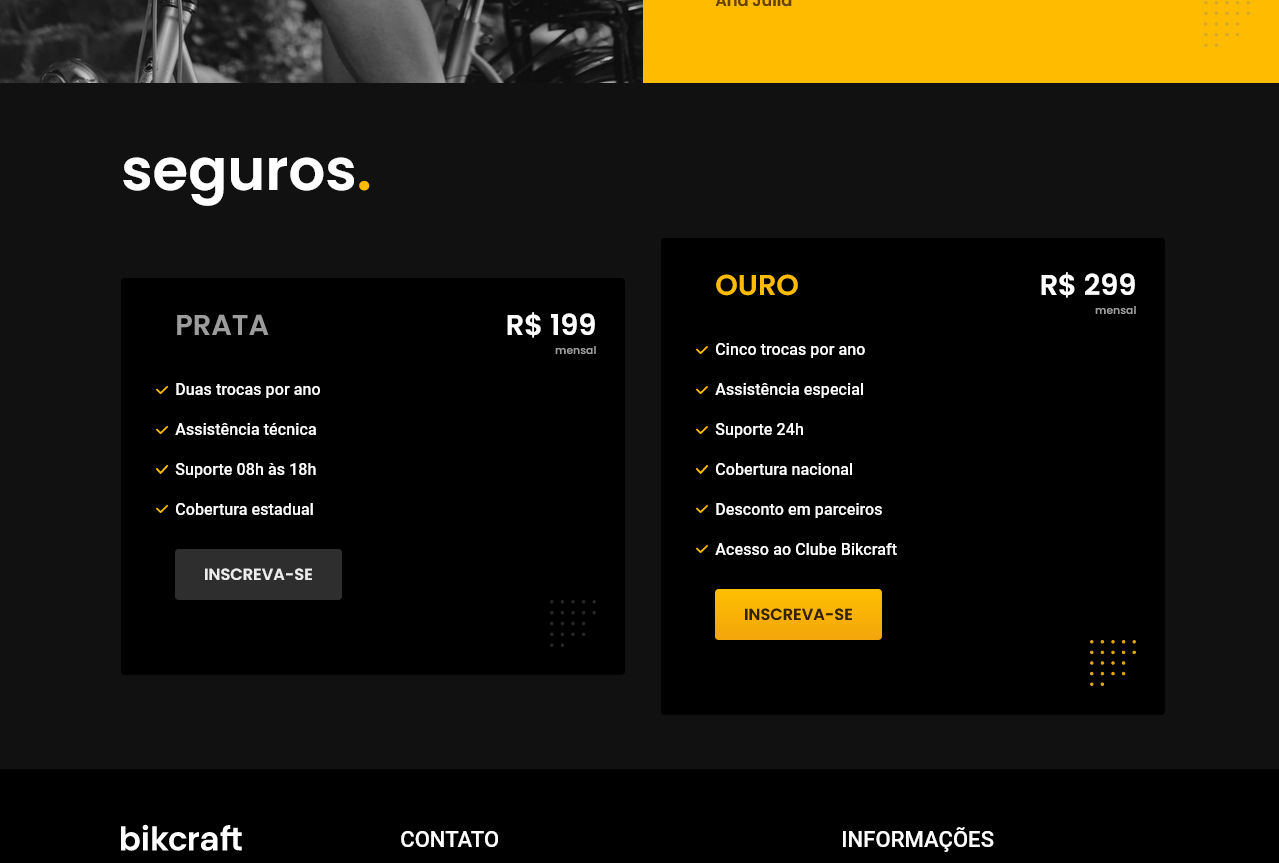 Ana Júlia
seguros.
PRATA
R$ 199
mensal
Duas trocas por ano
Assistência técnica
Suporte 08h às 18h
Cobertura estadual
INSCREVA-SE
OURO
R$ 299
mensal
Cinco trocas por ano
Assistência especial
Suporte 24h
Cobertura nacional
Desconto em parceiros
Acesso ao Clube Bikcraft
INSCREVA-SE
bikcraft
CONTATO
INFORMAÇÕES